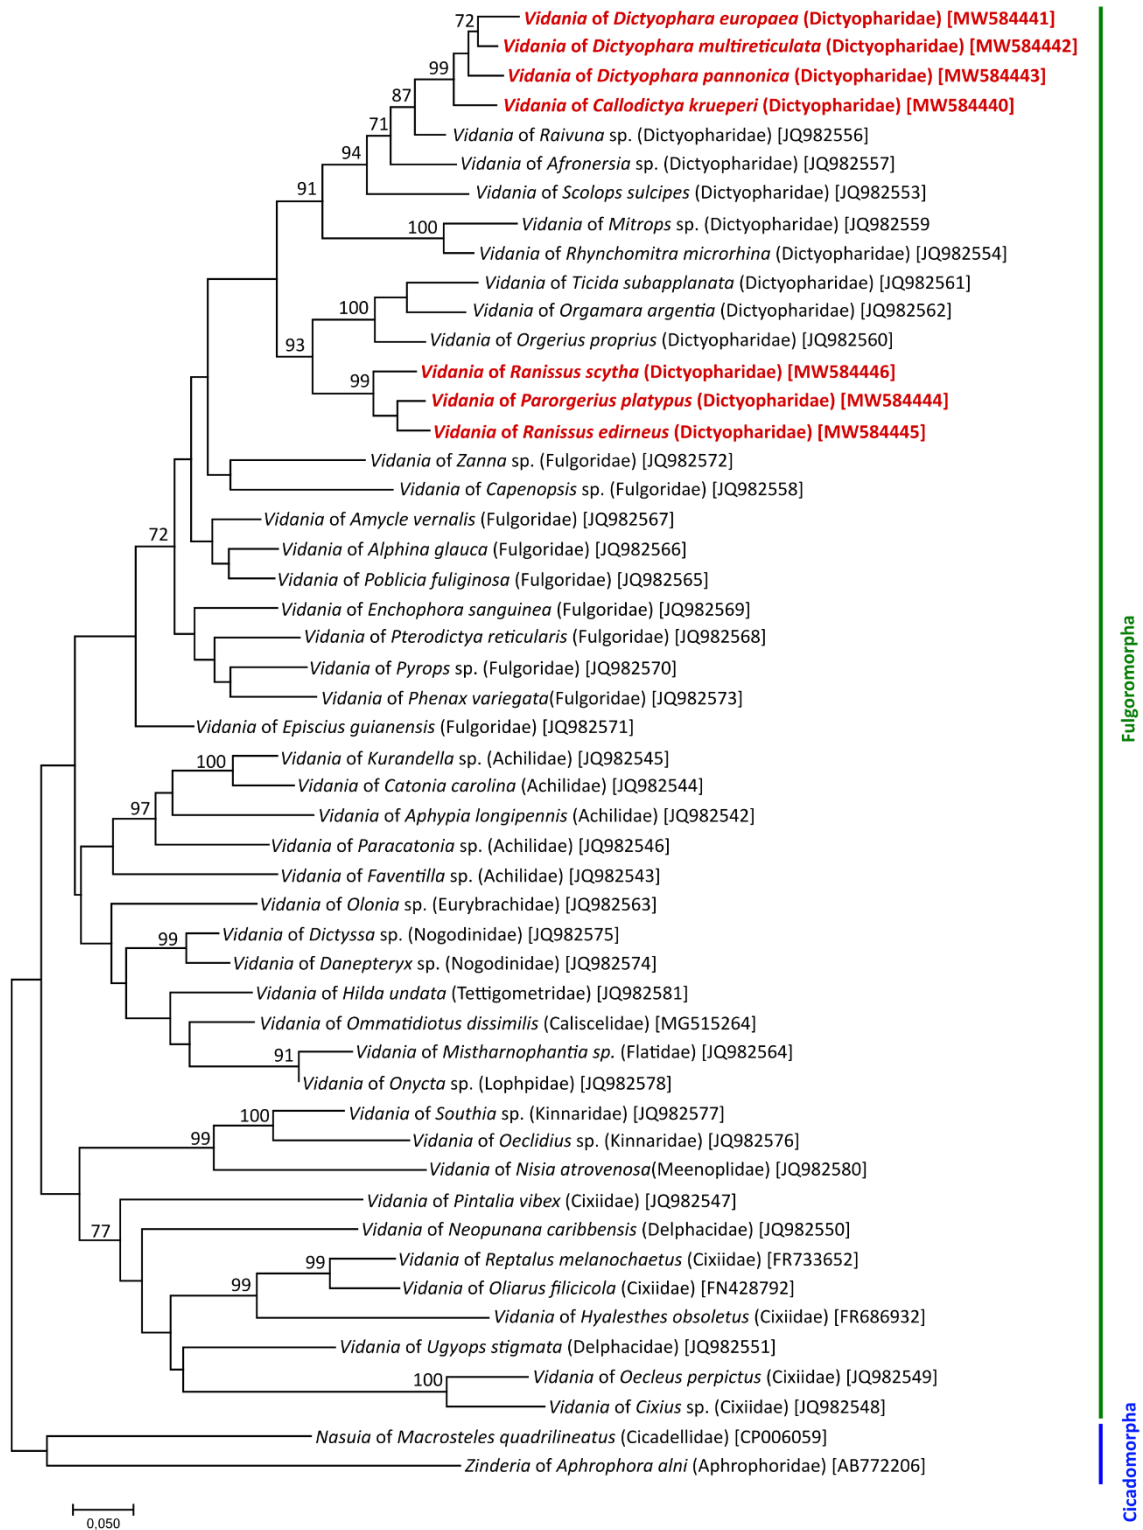 72
Vidania of Dictyophara europaea (Dictyopharidae) [MW584441]
Vidania of Dictyophara multireticulata (Dictyopharidae) [MW584442]
99
Vidania of Dictyophara pannonica (Dictyopharidae) [MW584443]
87
Vidania of Callodictya krueperi (Dictyopharidae) [MW584440]
71
Vidania of Raivuna sp. (Dictyopharidae) [JQ982556]
94
Vidania of Afronersia sp. (Dictyopharidae) [JQ982557]
91
Vidania of Scolops sulcipes (Dictyopharidae) [JQ982553]
100
Vidania of Mitrops sp. (Dictyopharidae) [JQ982559
Vidania of Rhynchomitra microrhina (Dictyopharidae) [JQ982554]
Vidania of Ticida subapplanata (Dictyopharidae) [JQ982561]
100
Vidania of Orgamara argentia (Dictyopharidae) [JQ982562]
93
Vidania of Orgerius proprius (Dictyopharidae) [JQ982560]
99
Vidania of Ranissus scytha (Dictyopharidae) [MW584446]
Vidania of Parorgerius platypus (Dictyopharidae) [MW584444]
Vidania of Ranissus edirneus (Dictyopharidae) [MW584445]
Vidania of Zanna sp. (Fulgoridae) [JQ982572]
Vidania of Capenopsis sp. (Fulgoridae) [JQ982558]
72
Vidania of Amycle vernalis (Fulgoridae) [JQ982567]
Vidania of Alphina glauca (Fulgoridae) [JQ982566]
Vidania of Poblicia fuliginosa (Fulgoridae) [JQ982565]
Vidania of Enchophora sanguinea (Fulgoridae) [JQ982569]
Vidania of Pterodictya reticularis (Fulgoridae) [JQ982568]
Vidania of Pyrops sp. (Fulgoridae) [JQ982570]
Vidania of Phenax variegata(Fulgoridae) [JQ982573]
Vidania of Episcius guianensis (Fulgoridae) [JQ982571]
100
Vidania of Kurandella sp. (Achilidae) [JQ982545]
Vidania of Catonia carolina (Achilidae) [JQ982544]
97
Vidania of Aphypia longipennis (Achilidae) [JQ982542]
Vidania of Paracatonia sp. (Achilidae) [JQ982546]
Vidania of Faventilla sp. (Achilidae) [JQ982543]
Vidania of Olonia sp. (Eurybrachidae) [JQ982563]
99
Vidania of Dictyssa sp. (Nogodinidae) [JQ982575]
Vidania of Danepteryx sp. (Nogodinidae) [JQ982574]
Vidania of Hilda undata (Tettigometridae) [JQ982581]
Vidania of Ommatidiotus dissimilis (Caliscelidae) [MG515264]
91
Vidania of Mistharnophantia sp. (Flatidae) [JQ982564]
Vidania of Onycta sp. (Lophpidae) [JQ982578]
100
Vidania of Southia sp. (Kinnaridae) [JQ982577]
99
Vidania of Oeclidius sp. (Kinnaridae) [JQ982576]
Vidania of Nisia atrovenosa(Meenoplidae) [JQ982580]
77
Vidania of Pintalia vibex (Cixiidae) [JQ982547]
Vidania of Neopunana caribbensis (Delphacidae) [JQ982550]
99
Vidania of Reptalus melanochaetus (Cixiidae) [FR733652]
99
Vidania of Oliarus filicicola (Cixiidae) [FN428792]
Vidania of Hyalesthes obsoletus (Cixiidae) [FR686932]
Vidania of Ugyops stigmata (Delphacidae) [JQ982551]
100
Vidania of Oecleus perpictus (Cixiidae) [JQ982549]
Vidania of Cixius sp. (Cixiidae) [JQ982548]
Nasuia of Macrosteles quadrilineatus (Cicadellidae) [CP006059]
Zinderia of Aphrophora alni (Aphrophoridae) [AB772206]
0,050
Fulgoromorpha
Cicadomorpha